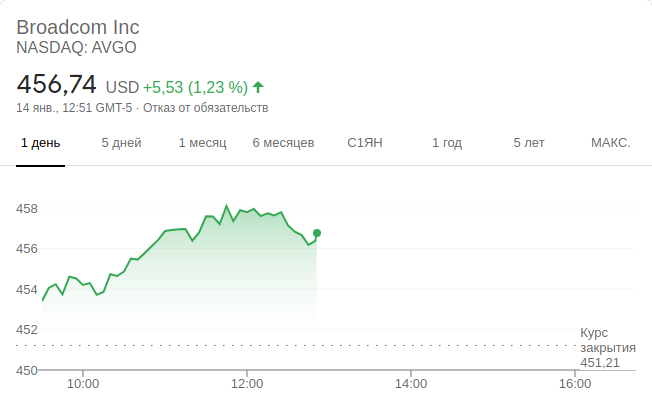 Broadcom Inc
NASDAQ: AVGO
456,74 USD +5,53 (1,23 %)
14 янв., 12:51 GMT-5 · Отказ от обязательств
1 день 5 дней 1 месяц 6 месяцев С1ЯН 1 год 5 лет МАКС.
458
456
454
452
Курс
закрытия
451,21
450
10:00 12:00 14:00 16:00